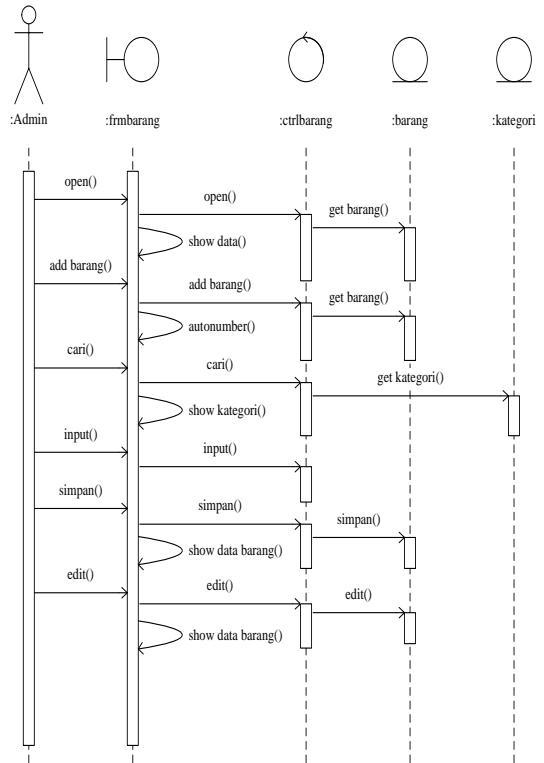 :Admin
:frmbarang
:ctrlbarang
:barang
:kategori
open()
open()
get barang()
show data()
add barang()
add barang()
get barang()
autonumber()
cari()
cari()
get kategori()
show kategori()
input()
input()
simpan()
simpan()
simpan()
show data barang()
edit()
edit()
edit()
show data barang()